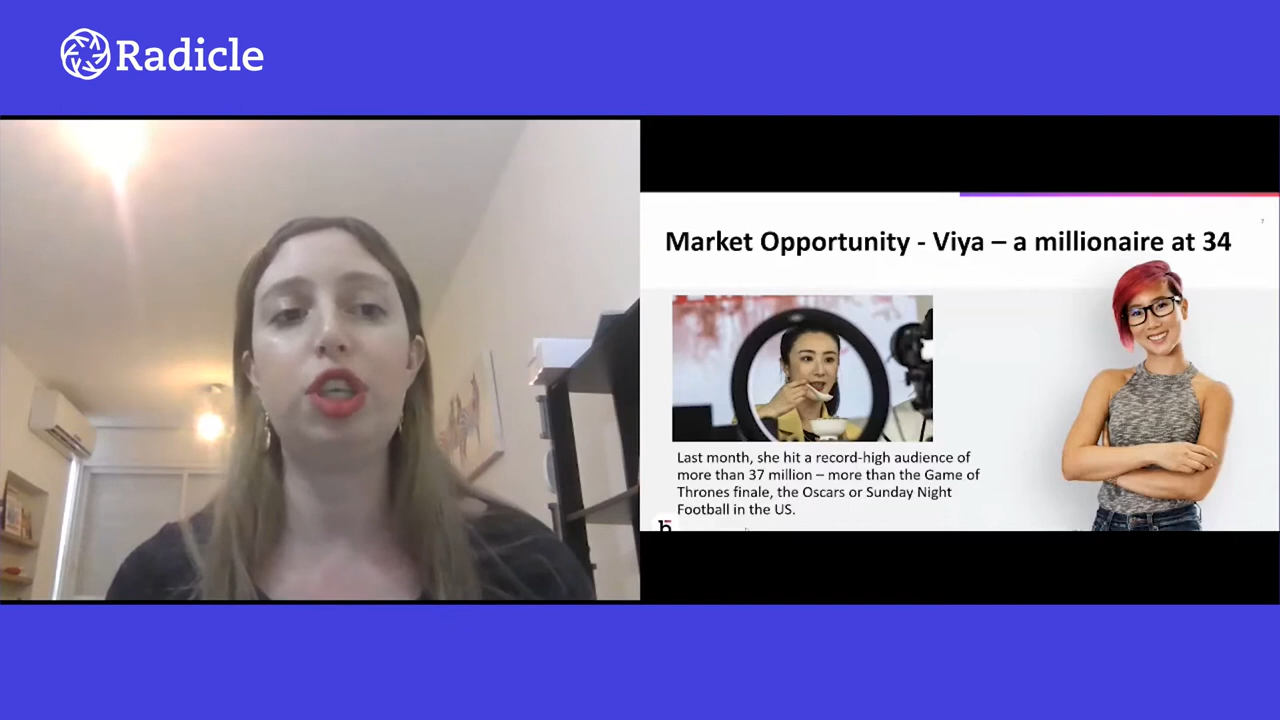 Radicle
7
Market Opportunity - Viya – a millionaire at 34
Last month, she hit a record-high audience of
more than 37 million – more than the Game of
Thrones finale, the Oscars or Sunday Night
Football in the US.